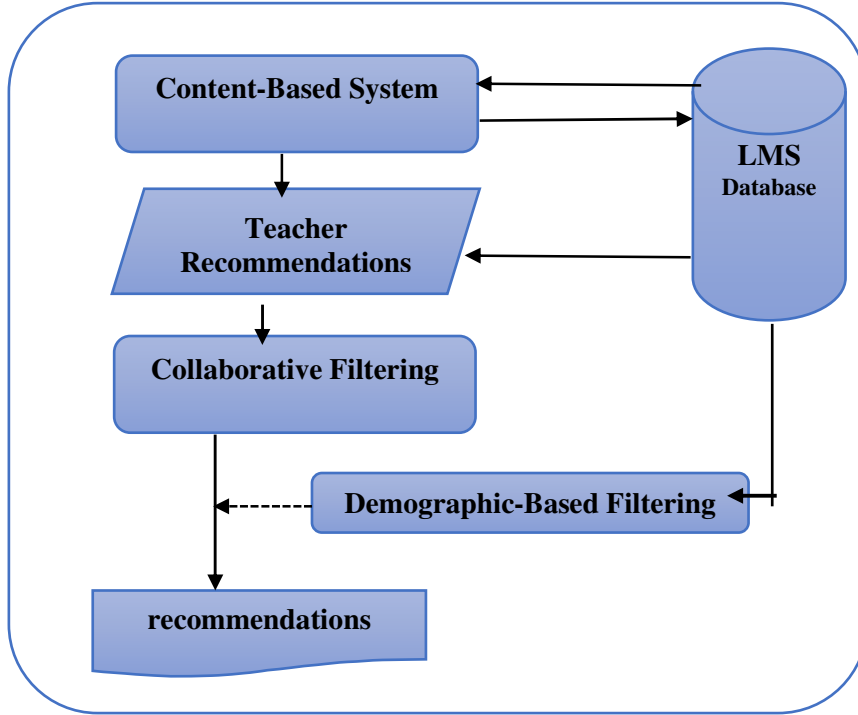 Content-Based System
LMS
Database
Teacher
Recommendations
Collaborative Filtering
Demographic-Based Filtering
recommendations